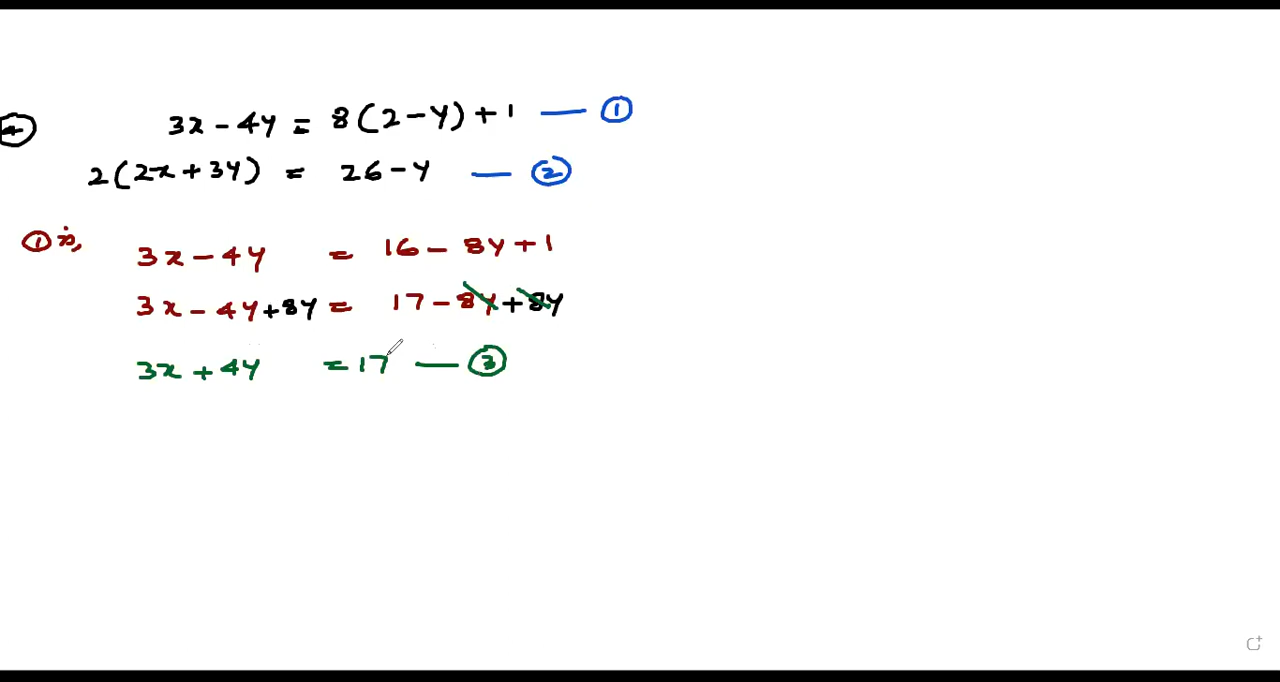 ④ 3x - 4y = 8(2-y) + 1 — ①
2(2x + 3y) = 26 - y — ②
① is, 3x - 4y = 16 - 8y + 1
3x - 4y + 8y = 17 - 8y + 8y
3x + 4y = 17 — ③